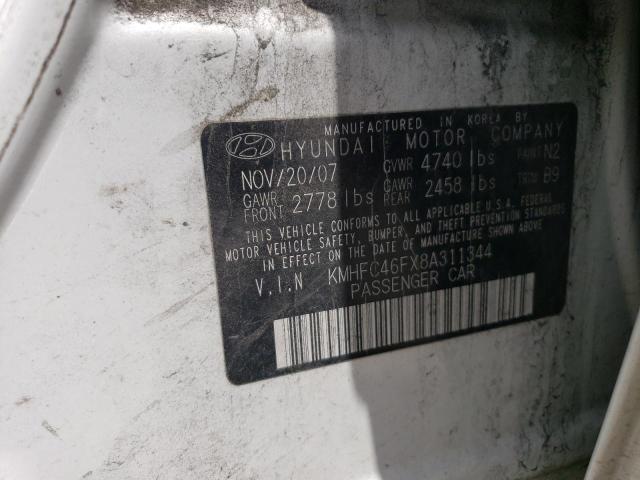 MANUFACTURED IN KOREA BY
HYUNDAI MOTOR COMPANY
NOV/20/07 GVWR 4740 lbs PAINT N2
GAWR FRONT 2778 lbs GAWR REAR 2458 lbs TRIM B9
THIS VEHICLE CONFORMS TO ALL APPLICABLE U.S.A. FEDERAL
MOTOR VEHICLE SAFETY, BUMPER, AND THEFT PREVENTION STANDARDS
IN EFFECT ON THE DATE OF MANUFACTURE SHOWN ABOVE
V.I.N KMHFC46FX8A311344
PASSENGER CAR